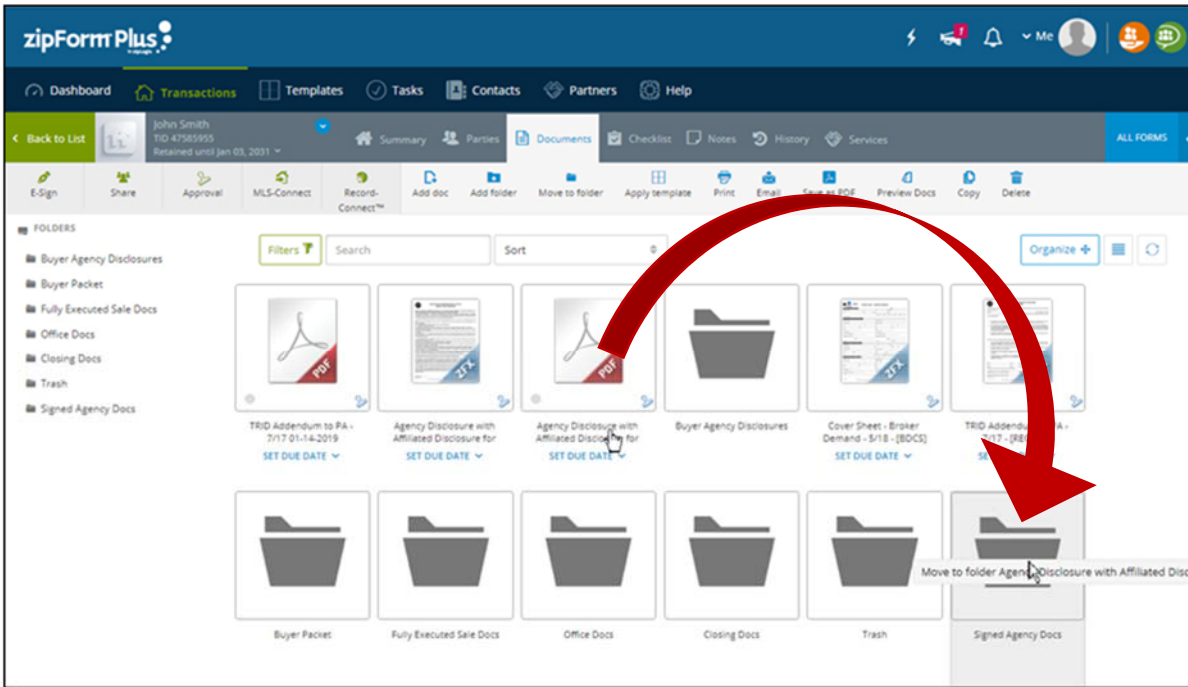 zipForm Plus
Me
1
Dashboard
Transactions
Templates
Tasks
Contacts
Partners
Help
Back to List
John Smith
TID 47585955
Retained until Jan 03, 2031
Summary
Parties
Documents
Checklist
Notes
History
Services
ALL FORMS
E-Sign
Share
Approval
MLS-Connect
Record-
Connect™
Add doc
Add folder
Move to folder
Apply template
Print
Email
Save as PDF
Preview Docs
Copy
Delete
FOLDERS
Buyer Agency Disclosures
Buyer Packet
Fully Executed Sale Docs
Office Docs
Closing Docs
Trash
Signed Agency Docs
Filters
Search
Sort
Organize
PDF
ZFX
PDF
ZFX
ZFX
TRID Addendum to PA -
7/17 01-14-2019
SET DUE DATE
Agency Disclosure with
Affiliated Disclosure for
SET DUE DATE
Agency Disclosure with
Affiliated Disclosure for
SET DUE DATE
Buyer Agency Disclosures
Cover Sheet - Broker
Demand - 5/18 - [BDCS]
SET DUE DATE
TRID Addendum
7/17 -
Move to folder Agency Disclosure with Affiliated Disc
Buyer Packet
Fully Executed Sale Docs
Office Docs
Closing Docs
Trash
Signed Agency Docs